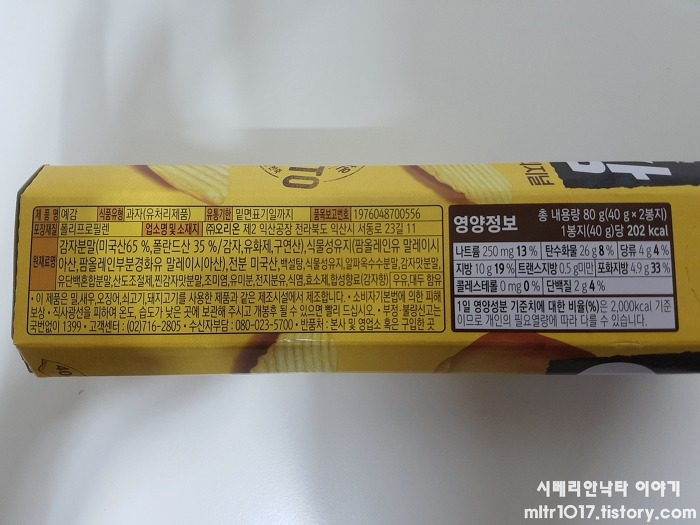 제 품 명 예감 식품유형 과자(유처리제품) 유통기한 밑면표기일까지 품목보고번호 1976048700556
포장재질 폴리프로필렌 업소명 및 소재지 ㈜오리온 제2 익산공장 전라북도 익산시 서동로 23길 11
원재료명 감자분말(미국산65 %,폴란드산 35 %/감자,유화제,구연산),식물성유지(팜올레인유 말레이시
아산,팜올레인부분경화유 말레이시아산),전분 미국산,백설탕,식물성유지,알파옥수수분말,감자맛분말,
유단백혼합분말,산도조절제,찐감자맛분말,조미염,유미분,전지분유,식염,효소제,합성향료(감자향) 우유,대두 함유
• 이 제품은 밀,새우,오징어,쇠고기,돼지고기를 사용한 제품과 같은 제조시설에서 제조합니다. • 소비자기본법에 의한 피해
보상 • 직사광선을 피하여 온도, 습도가 낮은 곳에 보관해 주시고 개봉후 될 수 있으면 빨리 드십시오. • 부정·불량신고는
국번없이 1399 • 고객센터 : (02)716-2805 • 수신자부담 : 080-023-5700 • 반품처 : 본사 및 영업소 혹은 구입한 곳
영양정보
총 내용량 80 g(40 g × 2봉지)
1봉지(40 g)당 202 kcal
나트륨 250 mg 13 % 탄수화물 26 g 8 % 당류 4 g 4 %
지방 10 g 19 % 트랜스지방 0.5 g미만 포화지방 4.9 g 33 %
콜레스테롤 0 mg 0 % 단백질 2 g 4 %
1일 영양성분 기준치에 대한 비율(%)은 2,000kcal 기준
이므로 개인의 필요열량에 따라 다를 수 있습니다.
시베리안낙타 이야기
mltr1017.tistory.com